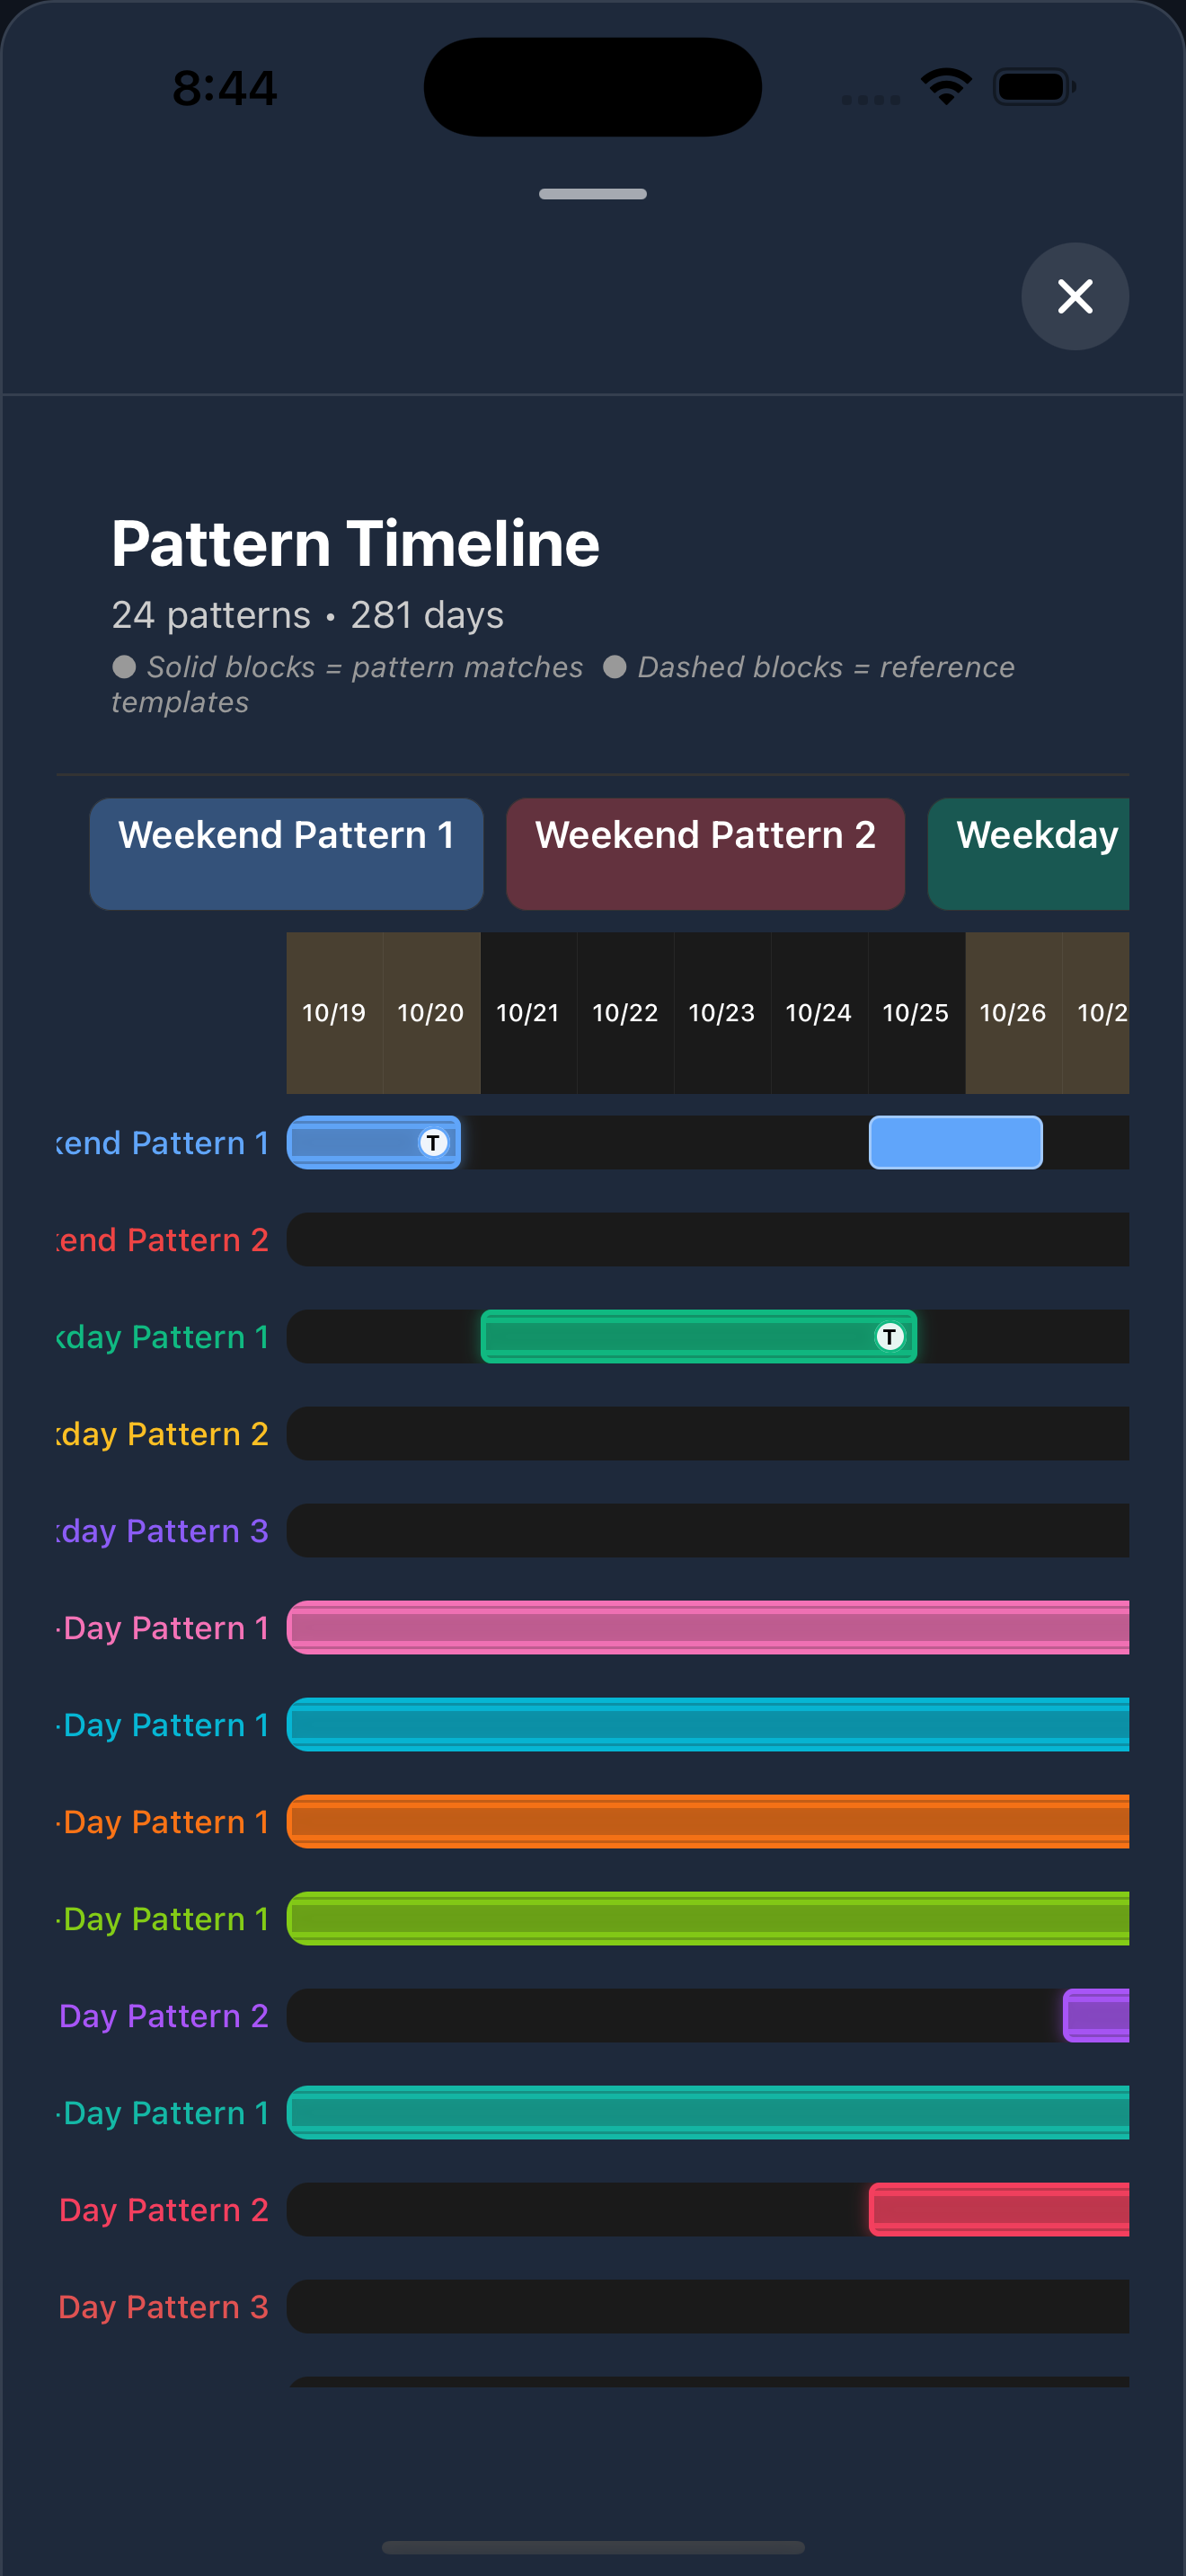 8:44
Pattern Timeline
24 patterns • 281 days
Solid blocks = pattern matches Dashed blocks = reference
templates
Weekend Pattern 1 Weekend Pattern 2 Weekday
10/19 10/20 10/21 10/22 10/23 10/24 10/25 10/26 10/2
kend Pattern 1
T
kend Pattern 2
kday Pattern 1
T
kday Pattern 2
kday Pattern 3
-Day Pattern 1
-Day Pattern 1
-Day Pattern 1
-Day Pattern 1
Day Pattern 2
-Day Pattern 1
Day Pattern 2
Day Pattern 3